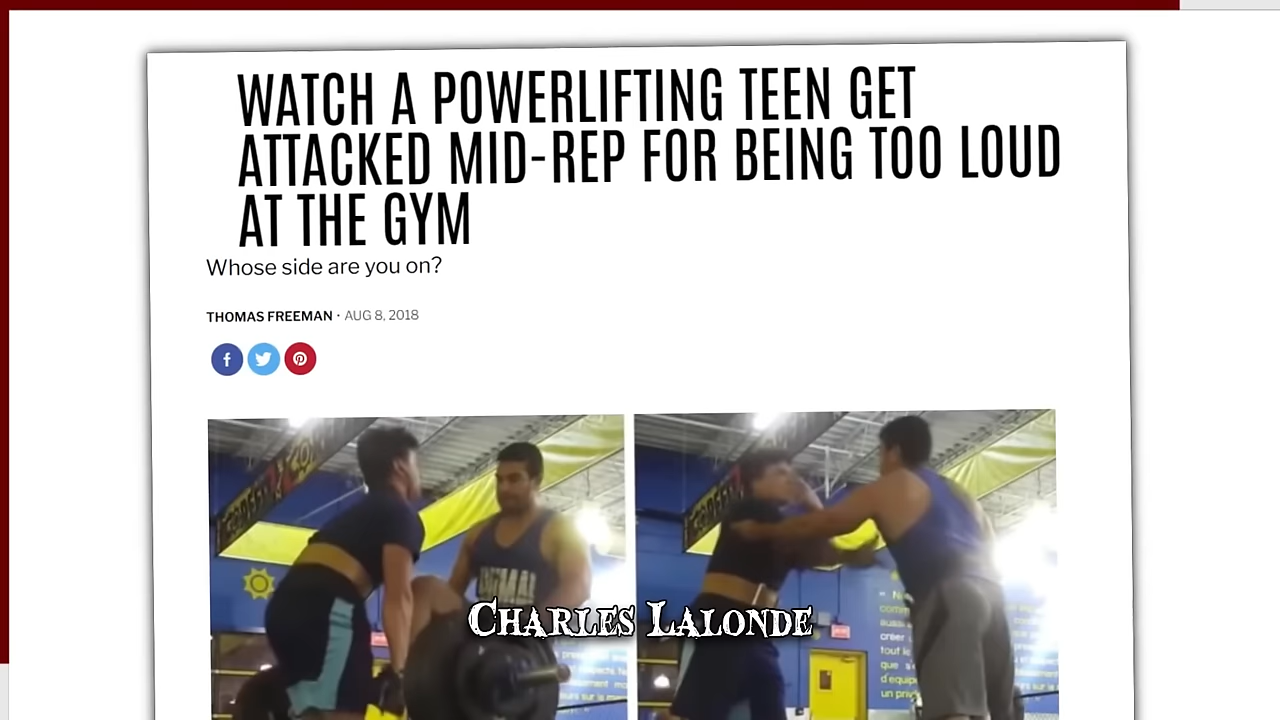 WATCH A POWERLIFTING TEEN GET
ATTACKED MID-REP FOR BEING TOO LOUD
AT THE GYM
Whose side are you on?
THOMAS FREEMAN · AUG 8, 2018
CHARLES LALONDE